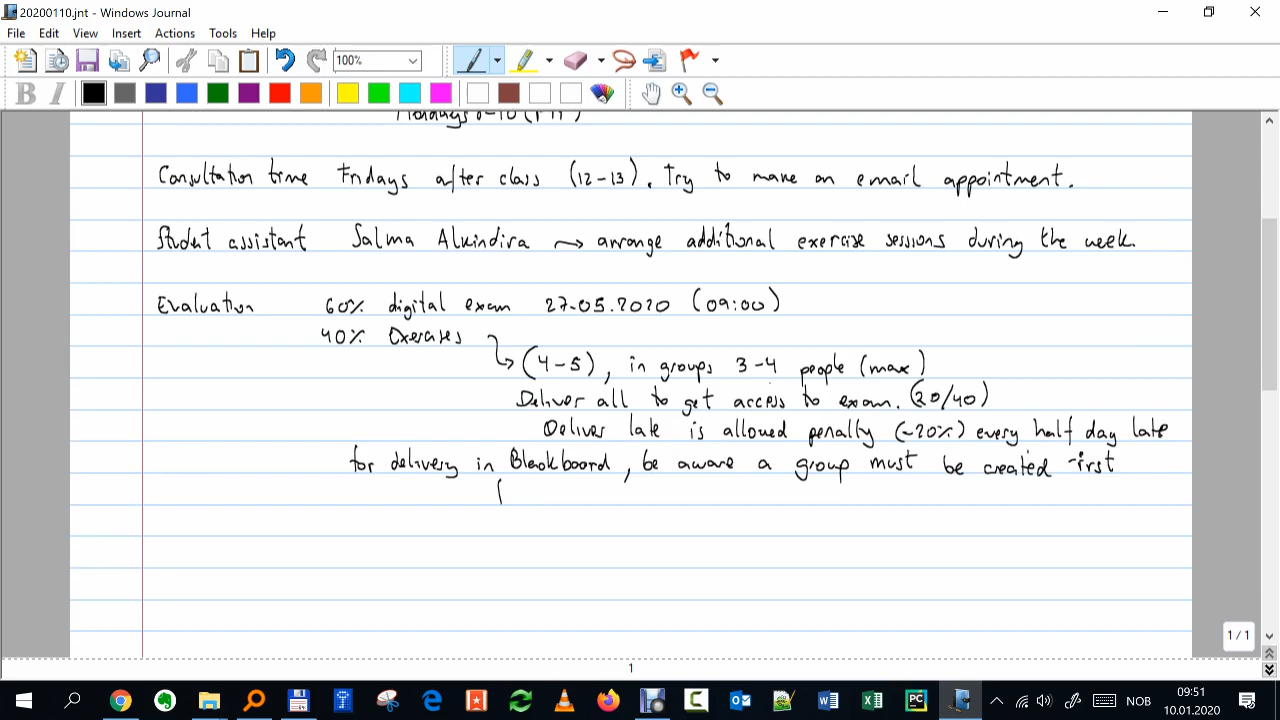 20200110.jnt - Windows Journal
File Edit View Insert Actions Tools Help
100%
B I
Consultation time Fridays after class (12-13). Try to make an email appointment.
Student assistant Salma Alkindira → arrange additional exercise sessions during the week.
Evaluation 60% digital exam 27.05.2020 (09:00)
40% Exercises
(4-5), in groups 3-4 people (max)
Deliver all to get access to exam. (20/40)
Deliver late is allowed penalty (-20%) every half day late
for delivery in Blackboard, be aware a group must be created first
(
1 / 1
1
NOB
09:51
10.01.2020